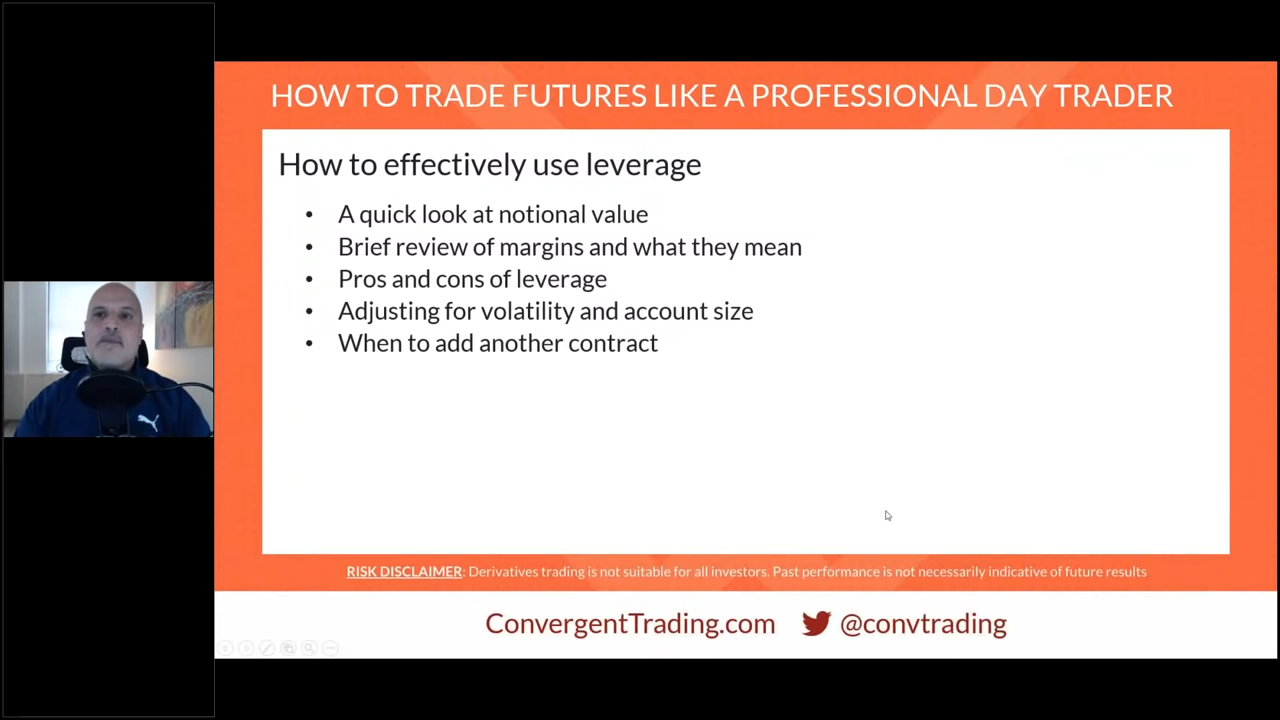 HOW TO TRADE FUTURES LIKE A PROFESSIONAL DAY TRADER
How to effectively use leverage
• A quick look at notional value
• Brief review of margins and what they mean
• Pros and cons of leverage
• Adjusting for volatility and account size
• When to add another contract
RISK DISCLAIMER: Derivatives trading is not suitable for all investors. Past performance is not necessarily indicative of future results
ConvergentTrading.com @convtrading